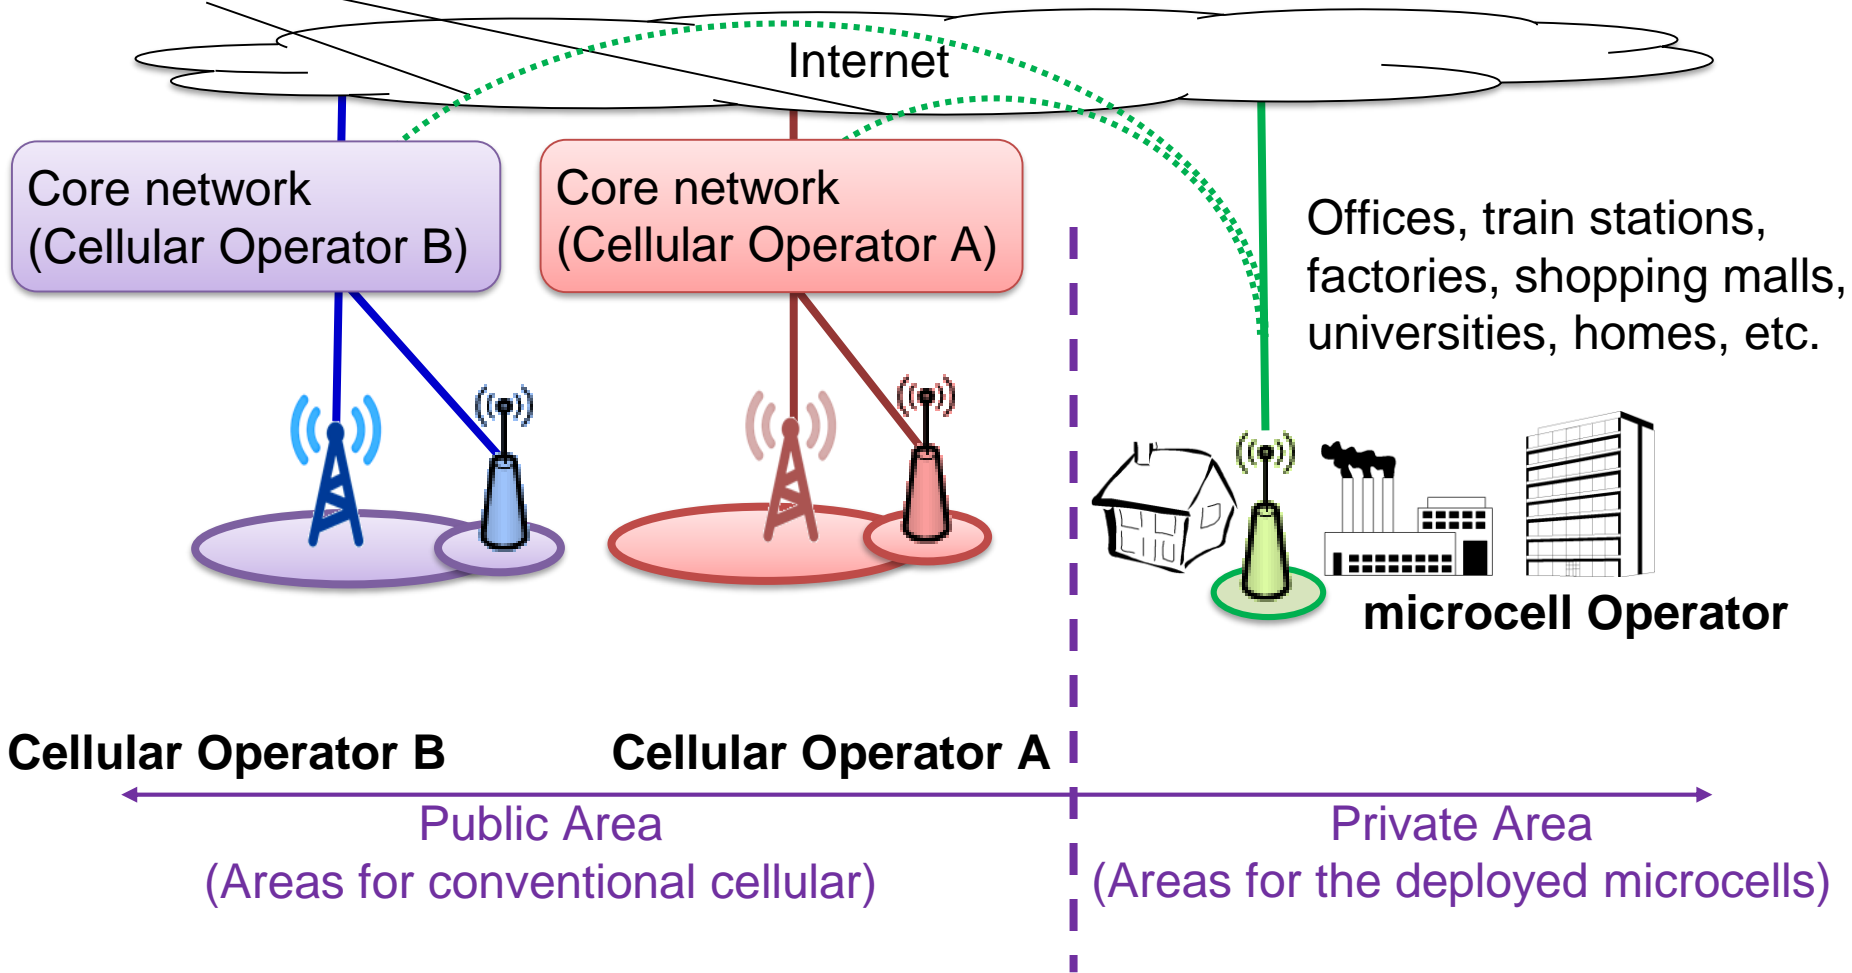 Internet
Core network
(Cellular Operator B)
Core network
(Cellular Operator A)
Offices, train stations,
factories, shopping malls,
universities, homes, etc.
microcell Operator
Cellular Operator B
Cellular Operator A
Public Area
(Areas for conventional cellular)
Private Area
(Areas for the deployed microcells)